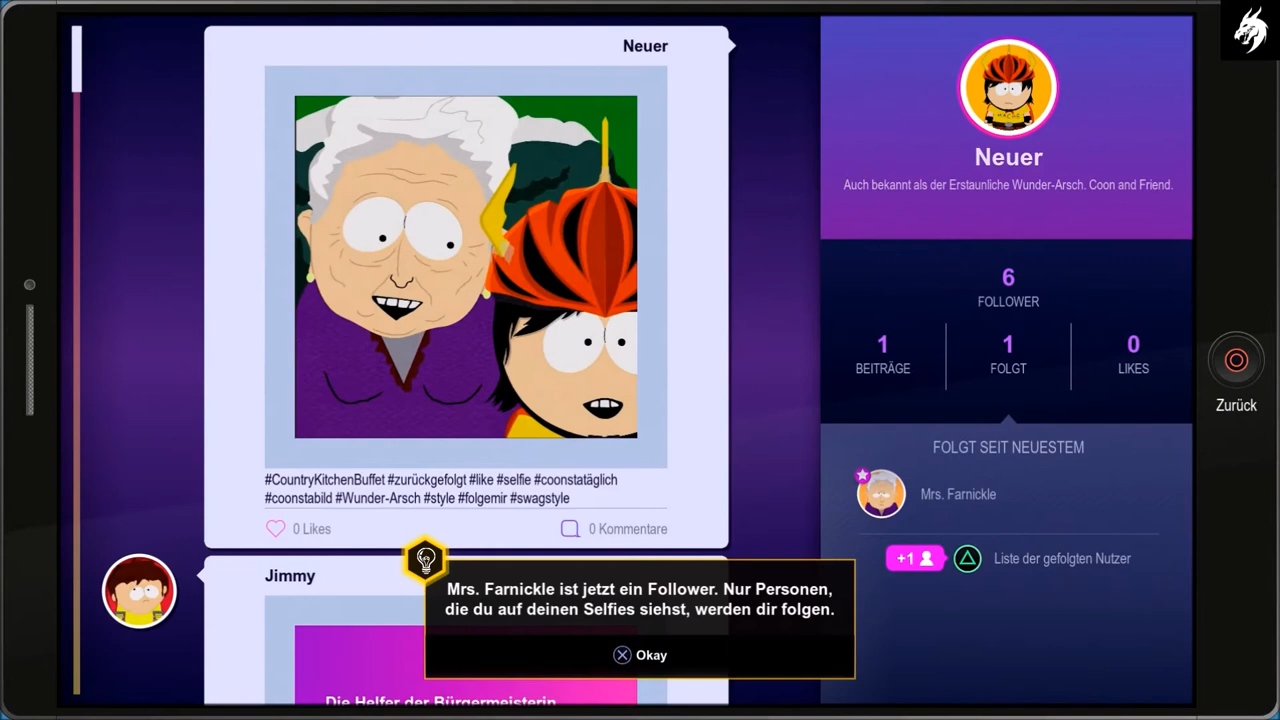 Neuer
#CountryKitchenBuffet #zurückgefolgt #like #selfie #coonstatäglich
#coonstabild #Wunder-Arsch #style #folgemir #swagstyle
0 Likes
0 Kommentare
Jimmy
Die Helfer der Bürgermeisterin
Mrs. Farnickle ist jetzt ein Follower. Nur Personen,
die du auf deinen Selfies siehst, werden dir folgen.
Okay
Neuer
Auch bekannt als der Erstaunliche Wunder-Arsch. Coon and Friend.
6
FOLLOWER
1
BEITRÄGE
1
FOLGT
0
LIKES
FOLGT SEIT NEUESTEM
Mrs. Farnickle
+1
Liste der gefolgten Nutzer
Zurück